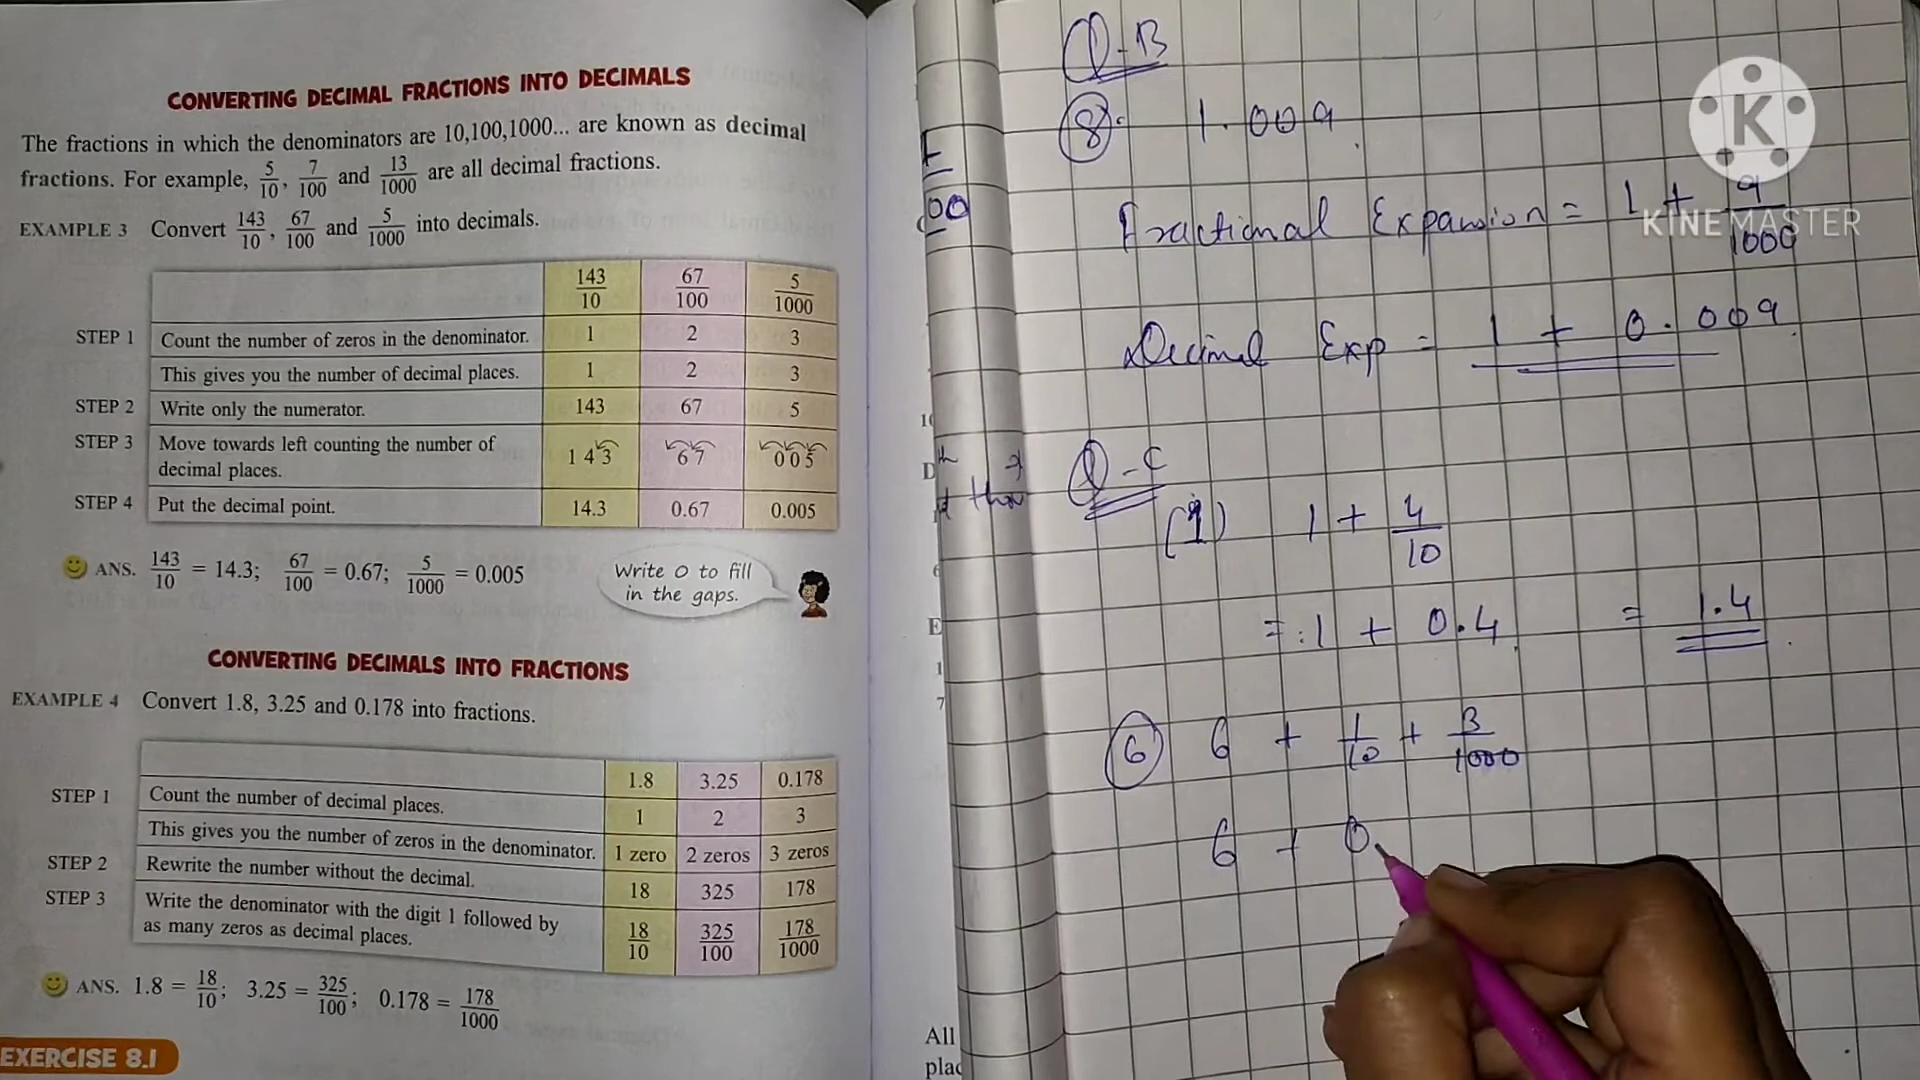 CONVERTING DECIMAL FRACTIONS INTO DECIMALS
The fractions in which the denominators are 10,100,1000... are known as decimal
fractions. For example, 5/10, 7/100 and 13/1000 are all decimal fractions.
EXAMPLE 3 Convert 143/10, 67/100 and 5/1000 into decimals.
143/10 67/100 5/1000
STEP 1 Count the number of zeros in the denominator. 1 2 3
This gives you the number of decimal places. 1 2 3
STEP 2 Write only the numerator. 143 67 5
STEP 3 Move towards left counting the number of
decimal places. 1 4 3 6 7 0 0 5
STEP 4 Put the decimal point. 14.3 0.67 0.005
ANS. 143/10 = 14.3; 67/100 = 0.67; 5/1000 = 0.005
Write 0 to fill
in the gaps.
CONVERTING DECIMALS INTO FRACTIONS
EXAMPLE 4 Convert 1.8, 3.25 and 0.178 into fractions.
1.8 3.25 0.178
STEP 1 Count the number of decimal places. 1 2 3
This gives you the number of zeros in the denominator. 1 zero 2 zeros 3 zeros
STEP 2 Rewrite the number without the decimal. 18 325 178
STEP 3 Write the denominator with the digit 1 followed by
as many zeros as decimal places. 18/10 325/100 178/1000
ANS. 1.8 = 18/10; 3.25 = 325/100; 0.178 = 178/1000
EXERCISE 8.1
All
Q-B
8. 1.009
Fractional Expansion = 1 + 9/1000
Decimal Exp = 1 + 0.009
Q-C
(1) 1 + 4/10
= 1 + 0.4 = 1.4
6 6 + 1/10 + 3/1000
6 + 0.
K
KINEMASTER